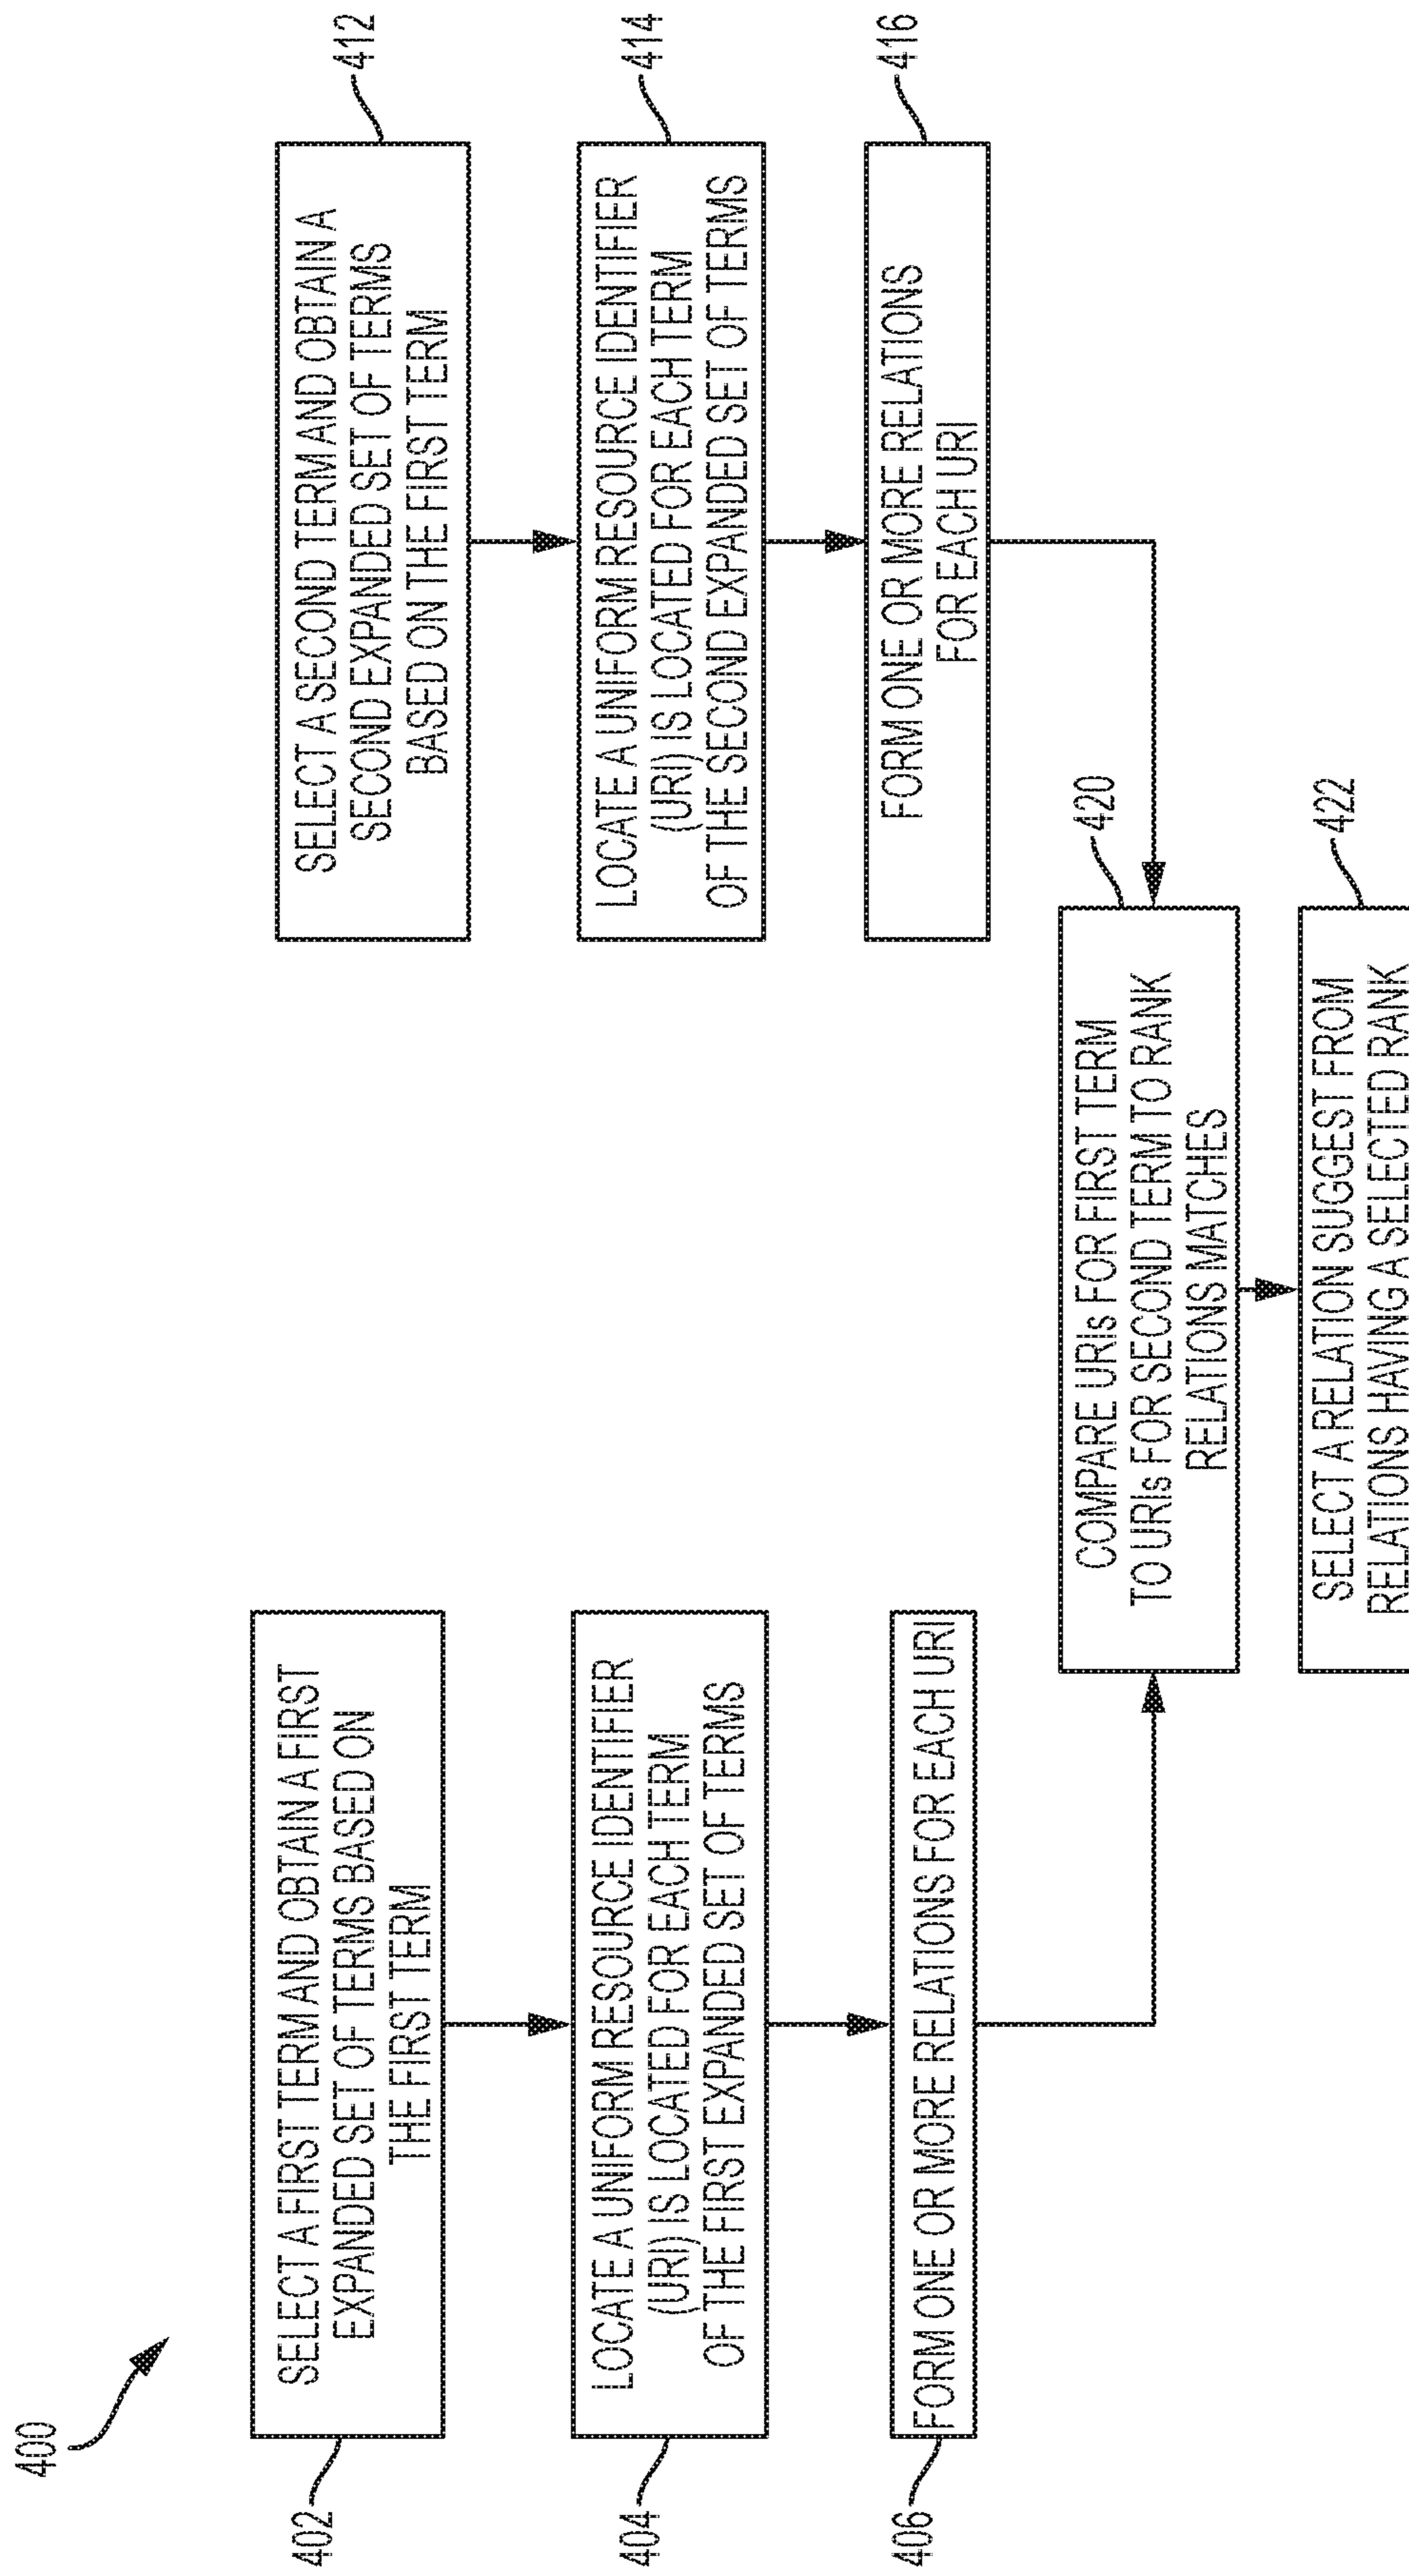 400
402
SELECT A FIRST TERM AND OBTAIN A FIRST
EXPANDED SET OF TERMS BASED ON
THE FIRST TERM
404
LOCATE A UNIFORM RESOURCE IDENTIFIER
(URI) IS LOCATED FOR EACH TERM
OF THE FIRST EXPANDED SET OF TERMS
406
FORM ONE OR MORE RELATIONS FOR EACH URI
412
SELECT A SECOND TERM AND OBTAIN A
SECOND EXPANDED SET OF TERMS
BASED ON THE FIRST TERM
414
LOCATE A UNIFORM RESOURCE IDENTIFIER
(URI) IS LOCATED FOR EACH TERM
OF THE SECOND EXPANDED SET OF TERMS
416
FORM ONE OR MORE RELATIONS
FOR EACH URI
420
COMPARE URIs FOR FIRST TERM
TO URIs FOR SECOND TERM TO RANK
RELATIONS MATCHES
422
SELECT A RELATION SUGGEST FROM
RELATIONS HAVING A SELECTED RANK